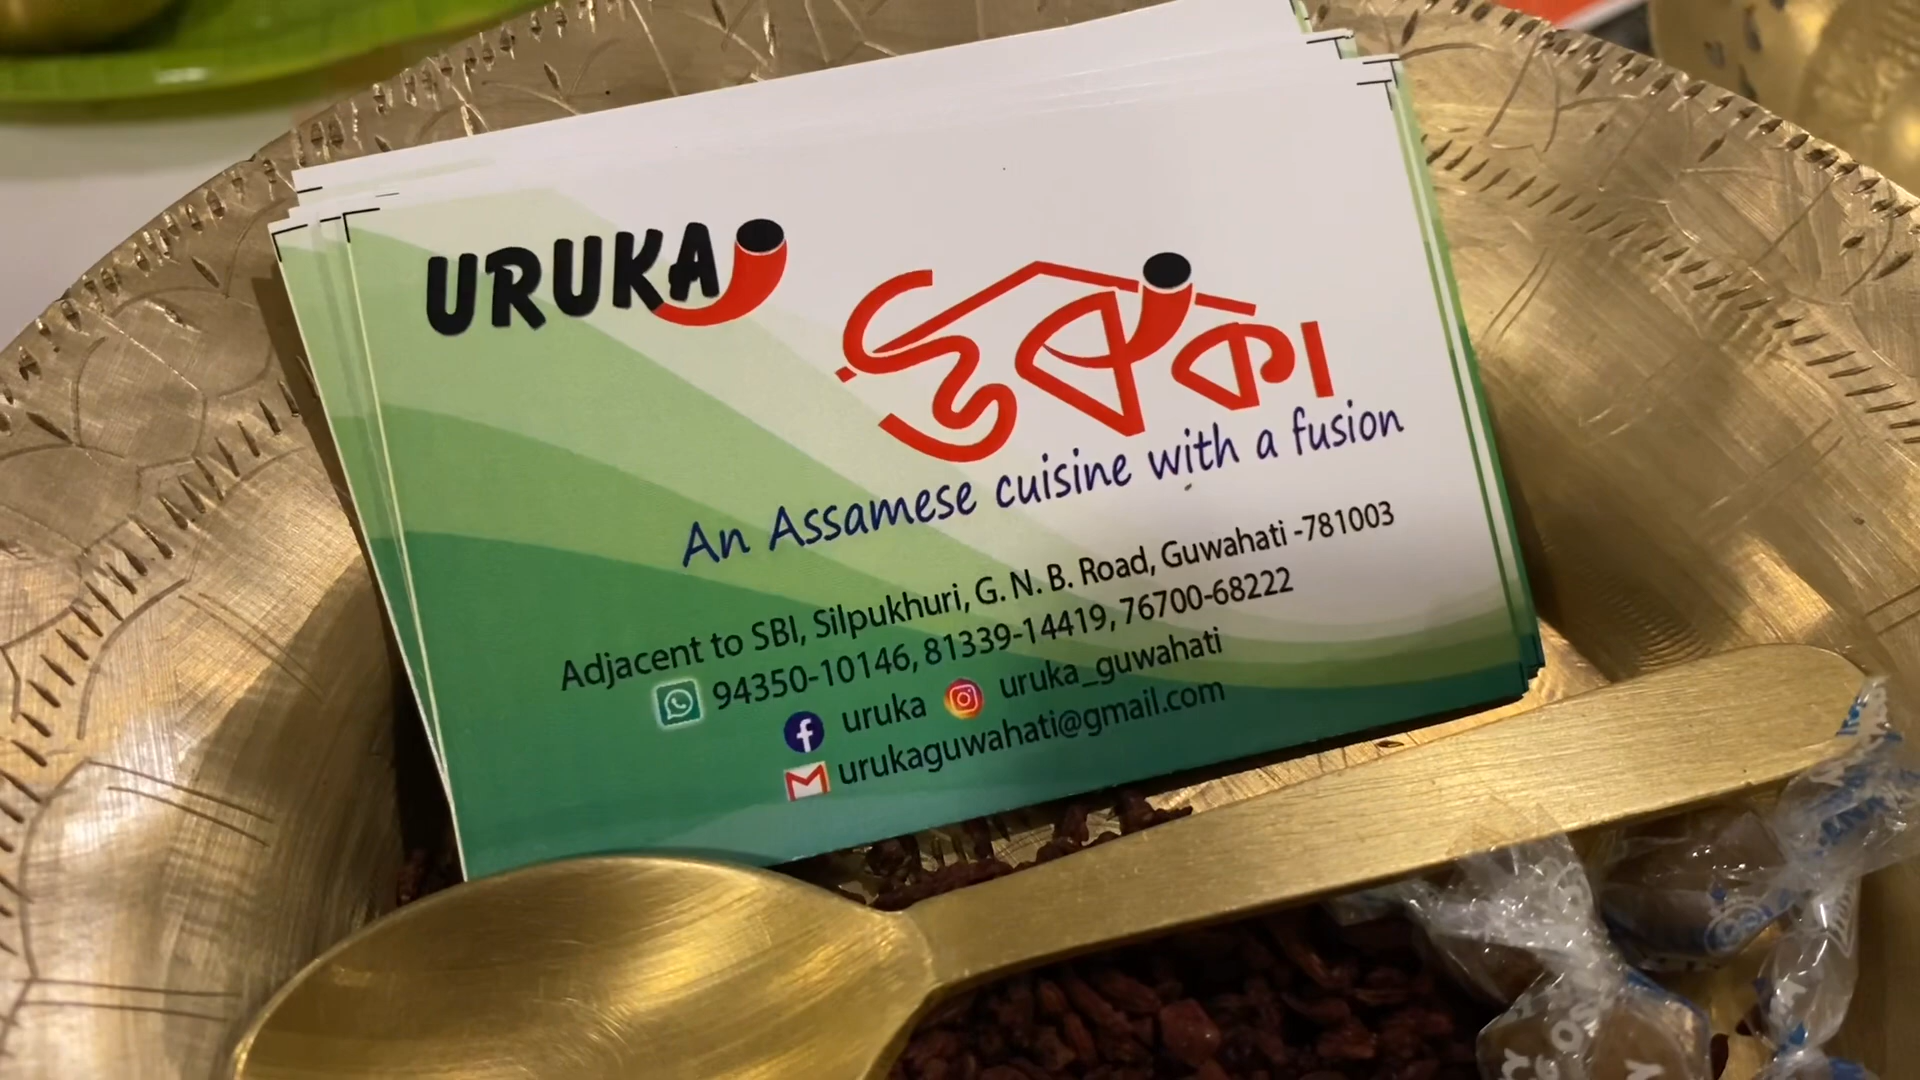 URUKA
উৰুকা
An Assamese cuisine with a fusion
Adjacent to SBI, Silpukhuri, G. N. B. Road, Guwahati -781003
94350-10146, 81339-14419, 76700-68222
uruka uruka_guwahati
urukaguwahati@gmail.com